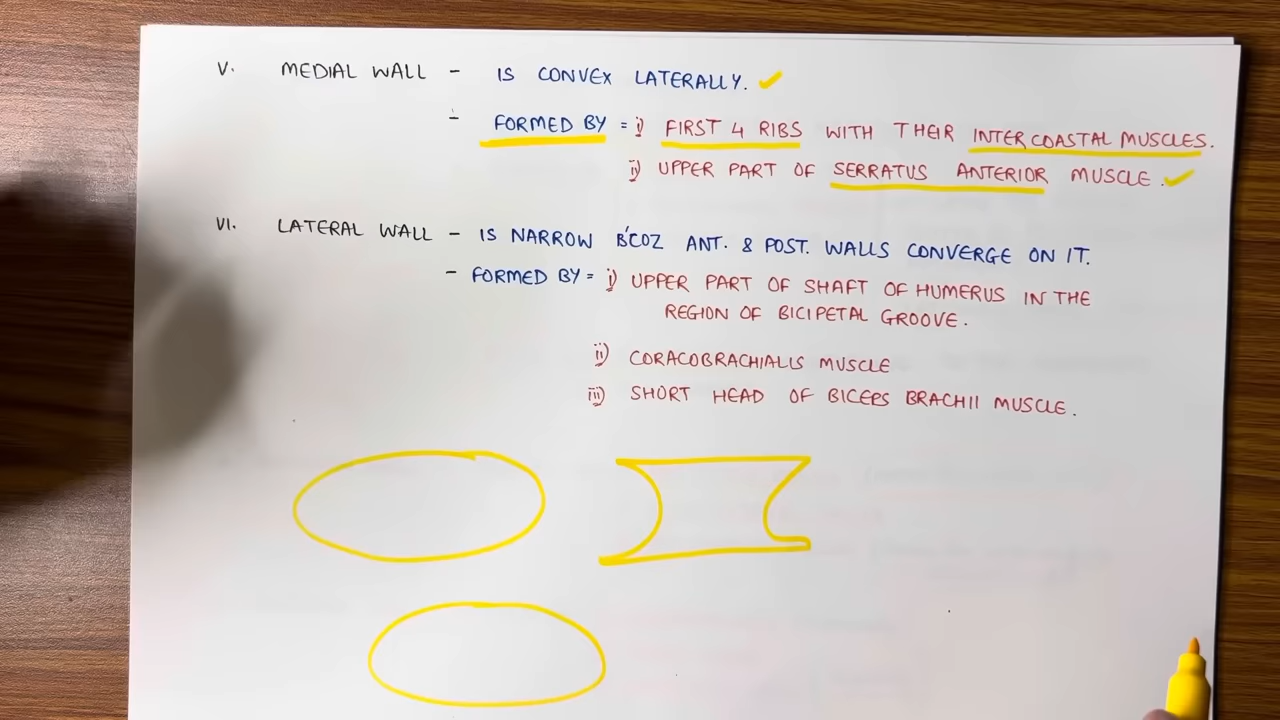 V. MEDIAL WALL - IS CONVEX LATERALLY.
- FORMED BY = i) FIRST 4 RIBS WITH THEIR INTERCOASTAL MUSCLES.
ii) UPPER PART OF SERRATUS ANTERIOR MUSCLE.
VI. LATERAL WALL - IS NARROW B'COZ ANT. & POST. WALLS CONVERGE ON IT.
- FORMED BY = i) UPPER PART OF SHAFT OF HUMERUS IN THE
REGION OF BICIPETAL GROOVE.
ii) CORACOBRACHIALIS MUSCLE
iii) SHORT HEAD OF BICEPS BRACHII MUSCLE.